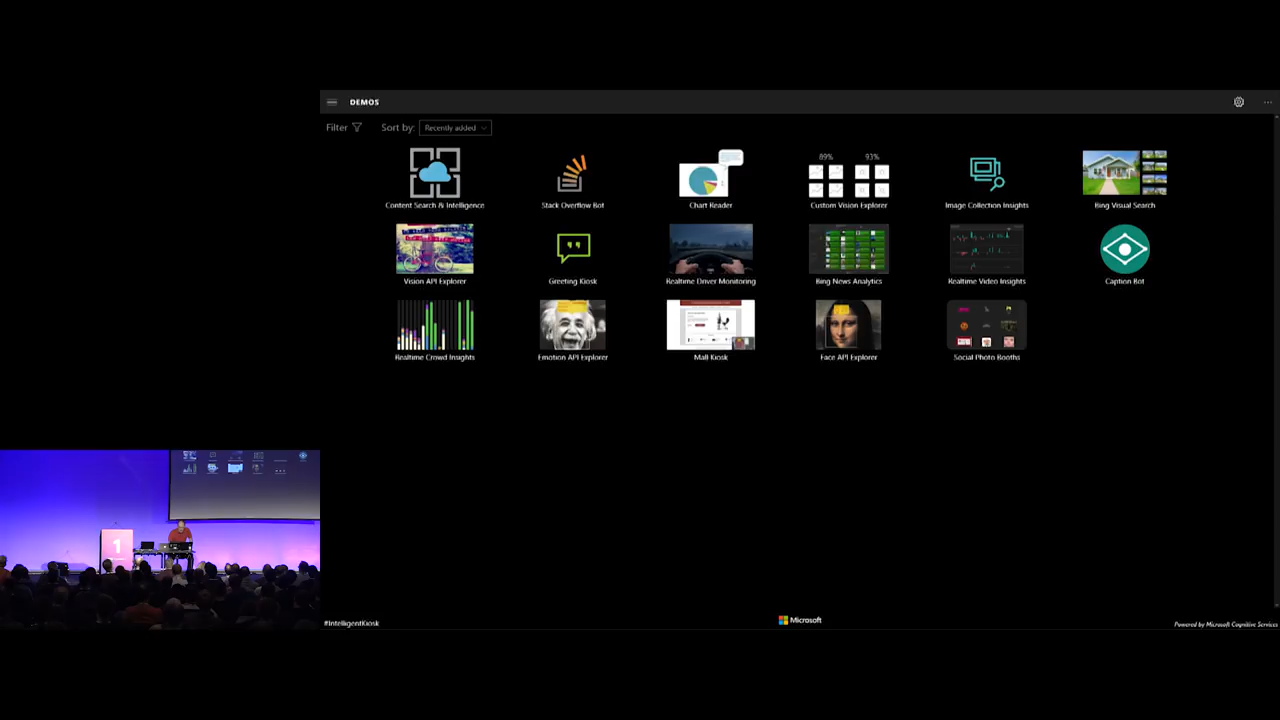 DEMOS
Filter
Sort by: Recently added
89% 93%
Content Search & Intelligence
Stack Overflow Bot
Chart Reader
Custom Vision Explorer
Image Collection Insights
Bing Visual Search
Vision API Explorer
Greeting Kiosk
Realtime Driver Monitoring
Bing News Analytics
Realtime Video Insights
Caption Bot
Realtime Crowd Insights
Emotion API Explorer
Mall Kiosk
Face API Explorer
Social Photo Booths
1
#IntelligentKiosk
Microsoft
Powered by Microsoft Cognitive Services